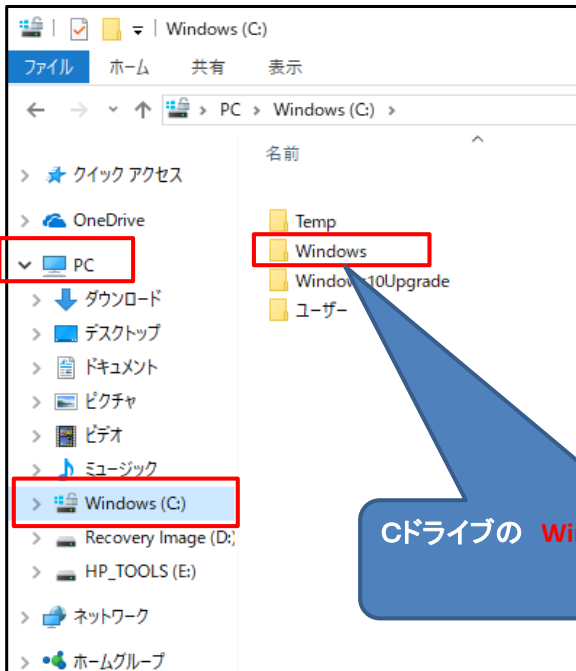 Windows (C:)
ファイル ホーム 共有 表示
PC > Windows (C:) >
名前
クイック アクセス
OneDrive
PC
ダウンロード
デスクトップ
ドキュメント
ピクチャ
ビデオ
ミュージック
Windows (C:)
Recovery Image (D:)
HP_TOOLS (E:)
ネットワーク
ホームグループ
Temp
Windows
Windows10Upgrade
ユーザー
Cドライブの